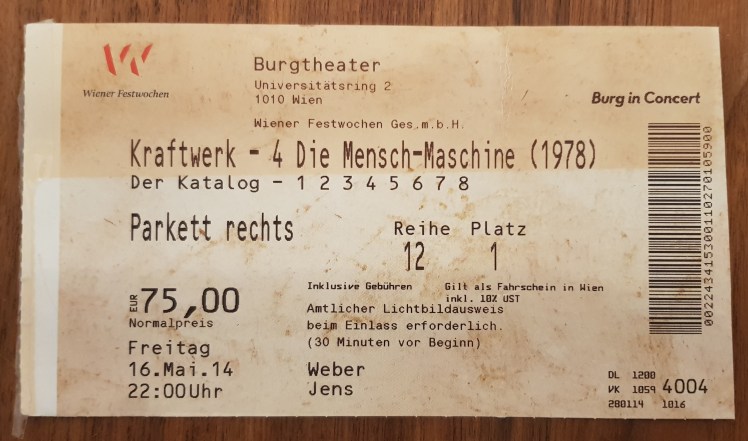 Wiener Festwochen
Burgtheater
Universitätsring 2
1010 Wien
Wiener Festwochen Ges.m.b.H.
Burg in Concert
Kraftwerk - 4 Die Mensch-Maschine (1978)
Der Katalog - 1 2 3 4 5 6 7 8
Parkett rechts
Reihe Platz
12 1
Inklusive Gebühren
Gilt als Fahrschein in Wien
inkl. 10% UST
EUR 75,00
Normalpreis
Amtlicher Lichtbildausweis
beim Einlass erforderlich.
(30 Minuten vor Beginn)
Freitag
16.Mai.14
22:00Uhr
Weber
Jens
DL 1200
VK 1059 4004
280114 1016
00224341530011027010590​0